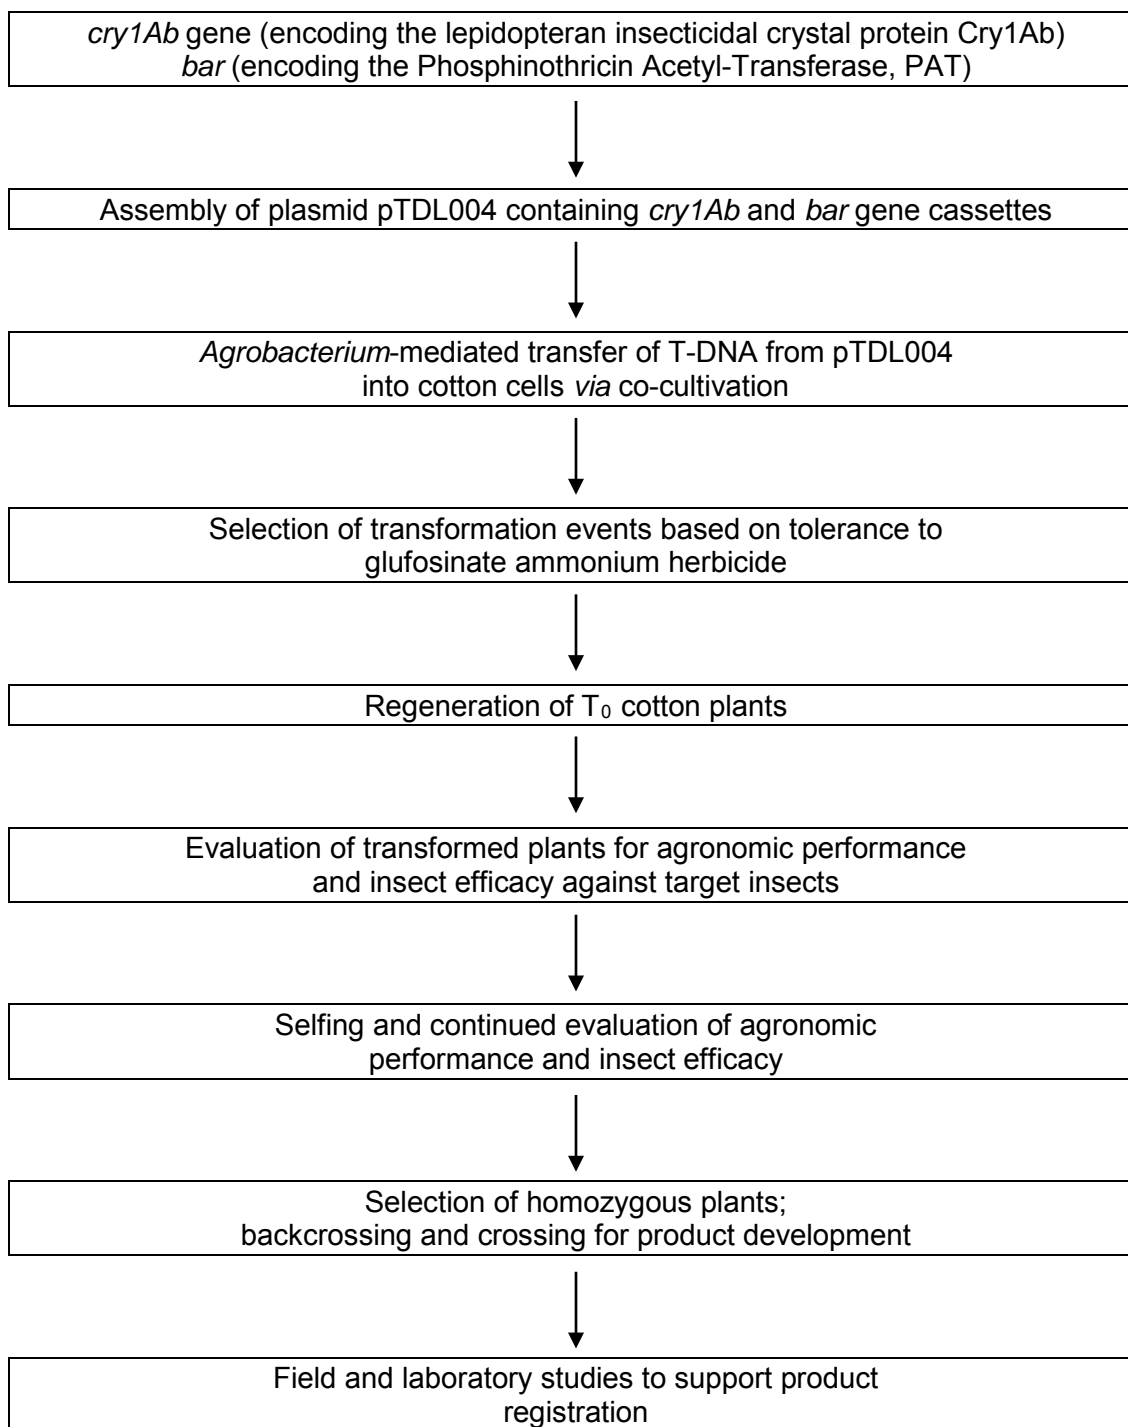 cry1Ab gene (encoding the lepidopteran insecticidal crystal protein Cry1Ab)
bar (encoding the Phosphinothricin Acetyl-Transferase, PAT)
Assembly of plasmid pTDL004 containing cry1Ab and bar gene cassettes
Agrobacterium-mediated transfer of T-DNA from pTDL004
into cotton cells via co-cultivation
Selection of transformation events based on tolerance to
glufosinate ammonium herbicide
Regeneration of T₀ cotton plants
Evaluation of transformed plants for agronomic performance
and insect efficacy against target insects
Selfing and continued evaluation of agronomic
performance and insect efficacy
Selection of homozygous plants;
backcrossing and crossing for product development
Field and laboratory studies to support product
registration